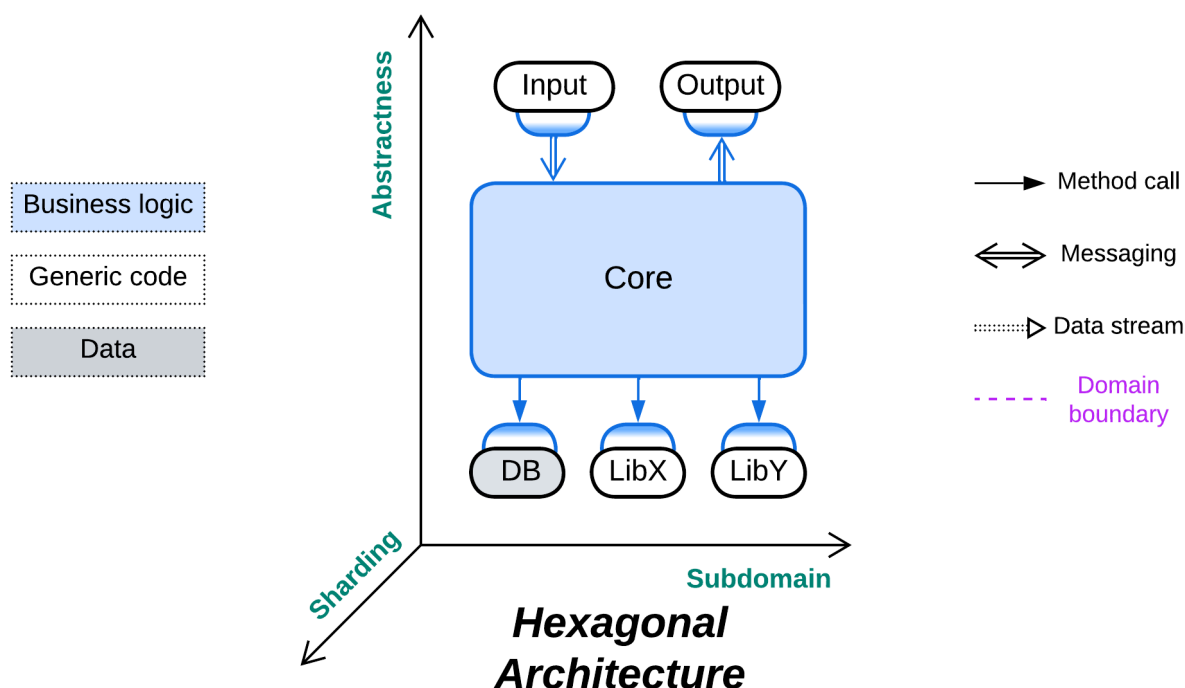 Abstractness
Input
Output
Business logic
Generic code
Data
Core
Method call
Messaging
Data stream
Domain
boundary
DB
LibX
LibY
Sharding
Subdomain
Hexagonal
Architecture